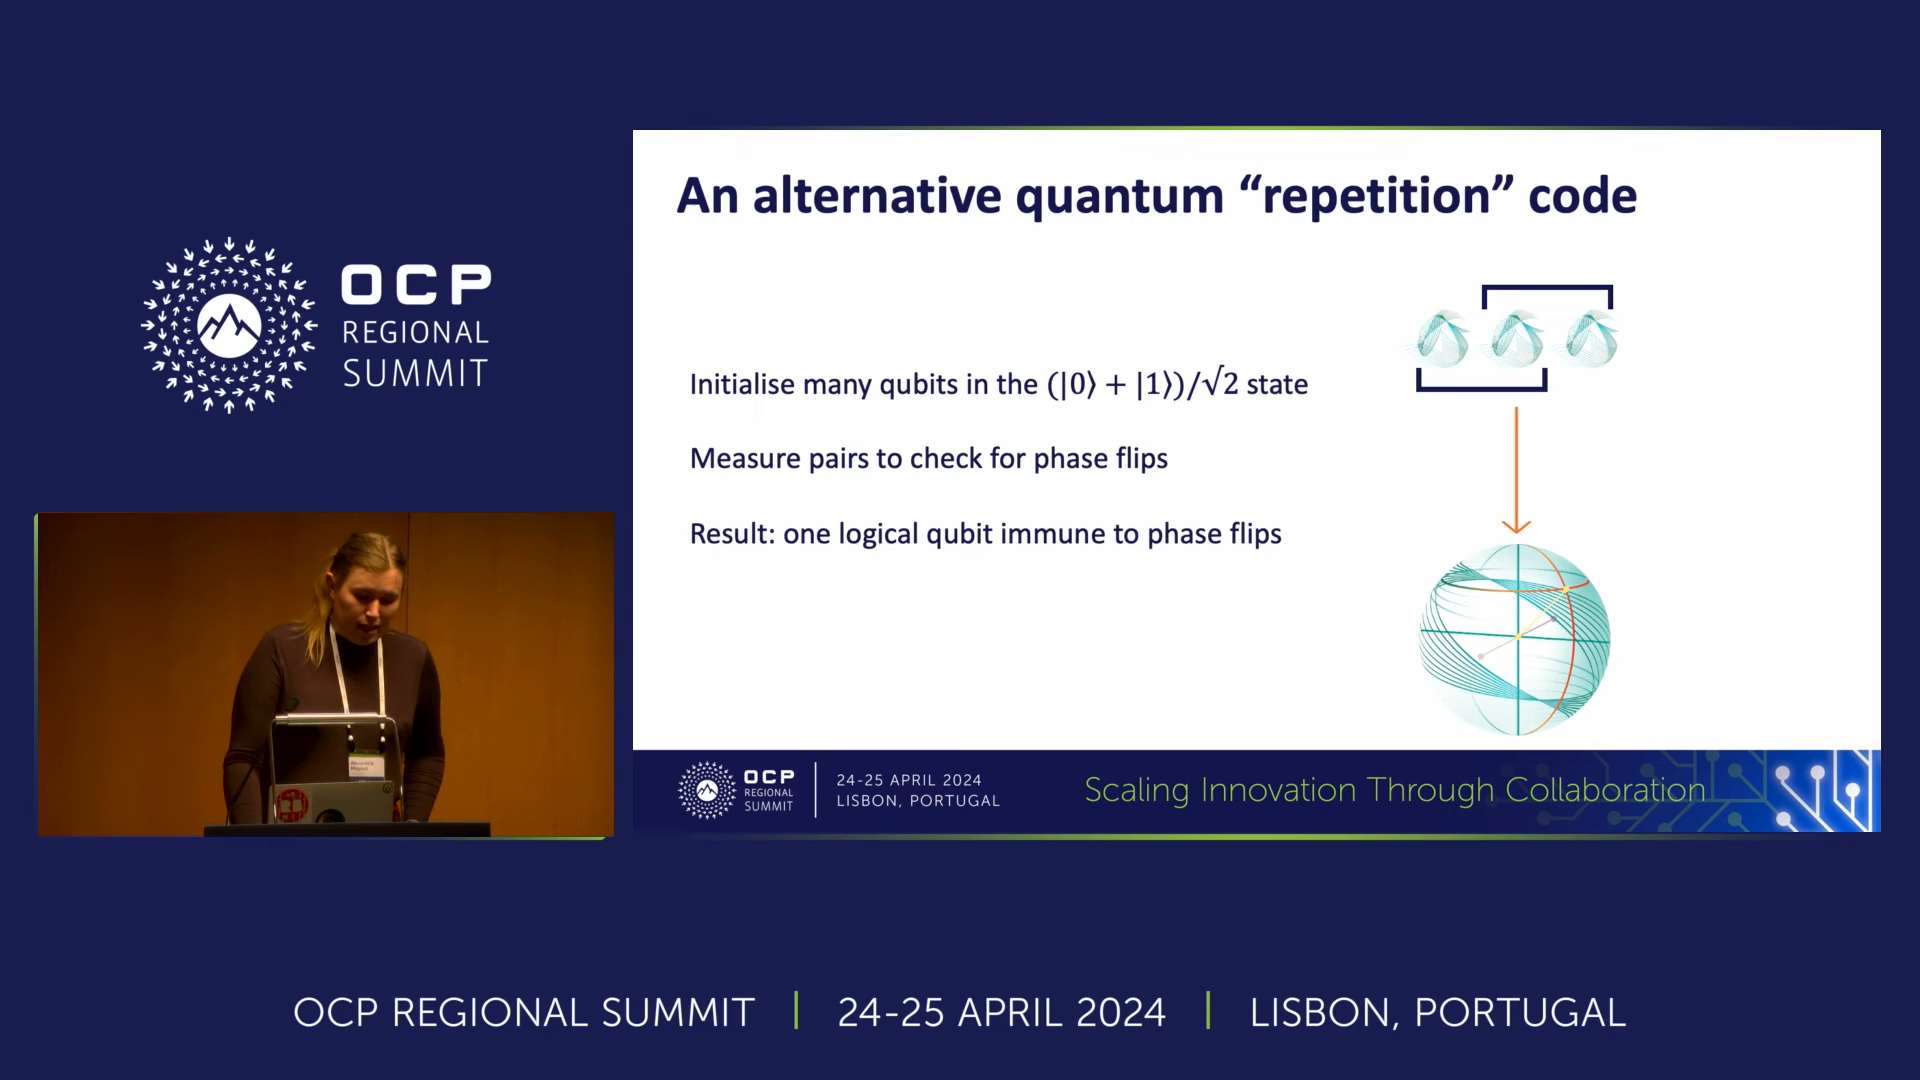 OCP
REGIONAL
SUMMIT
An alternative quantum “repetition” code
Initialise many qubits in the (|0⟩ + |1⟩)/√2 state
Measure pairs to check for phase flips
Result: one logical qubit immune to phase flips
OCP
REGIONAL
SUMMIT
24-25 APRIL 2024
LISBON, PORTUGAL
Scaling Innovation Through Collaboration
OCP REGIONAL SUMMIT | 24-25 APRIL 2024 | LISBON, PORTUGAL